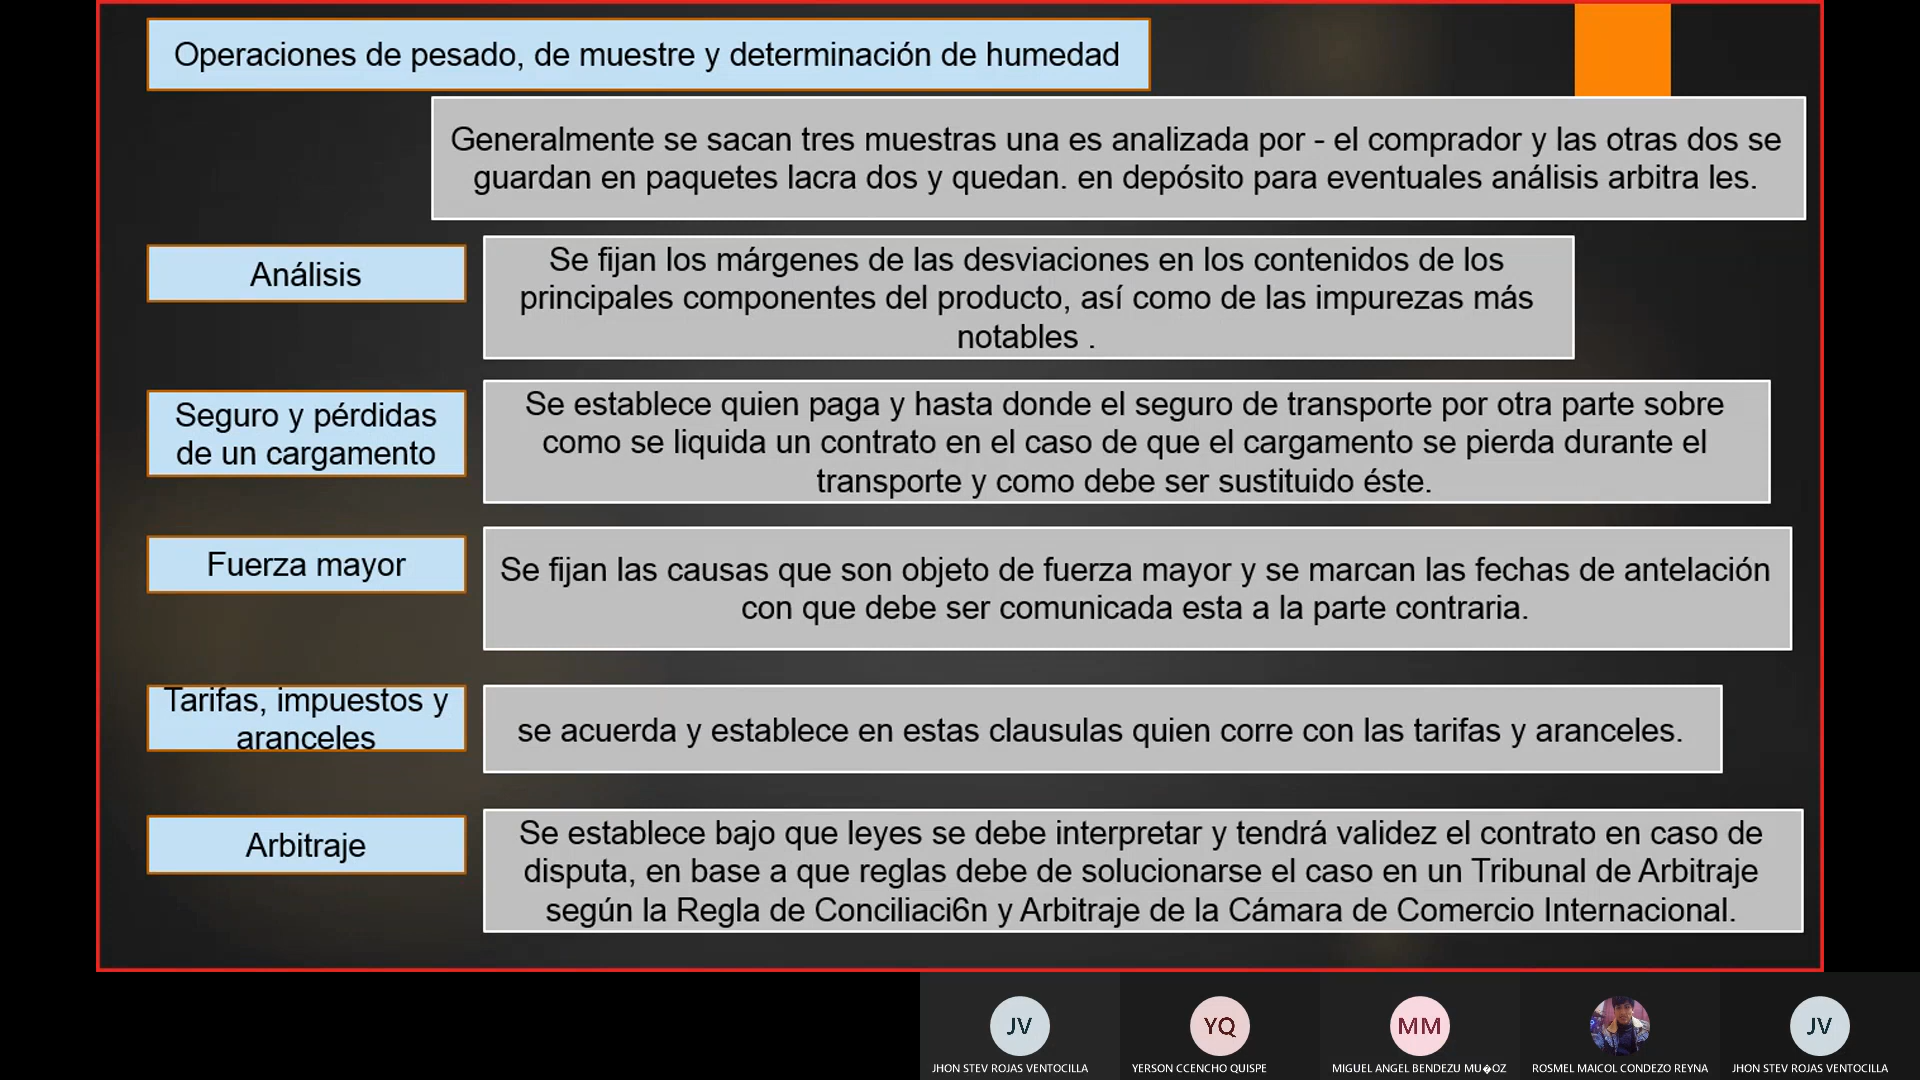 Operaciones de pesado, de muestre y determinación de humedad
Generalmente se sacan tres muestras una es analizada por - el comprador y las otras dos se
guardan en paquetes lacra dos y quedan. en depósito para eventuales análisis arbitra les.
Análisis
Se fijan los márgenes de las desviaciones en los contenidos de los
principales componentes del producto, así como de las impurezas más
notables .
Seguro y pérdidas
de un cargamento
Se establece quien paga y hasta donde el seguro de transporte por otra parte sobre
como se liquida un contrato en el caso de que el cargamento se pierda durante el
transporte y como debe ser sustituido éste.
Fuerza mayor
Se fijan las causas que son objeto de fuerza mayor y se marcan las fechas de antelación
con que debe ser comunicada esta a la parte contraria.
Tarifas, impuestos y
aranceles
se acuerda y establece en estas clausulas quien corre con las tarifas y aranceles.
Arbitraje
Se establece bajo que leyes se debe interpretar y tendrá validez el contrato en caso de
disputa, en base a que reglas debe de solucionarse el caso en un Tribunal de Arbitraje
según la Regla de Conciliaci6n y Arbitraje de la Cámara de Comercio Internacional.
JV
YQ
MM
JV
JHON STEV ROJAS VENTOCILLA
YERSON CCENCHO QUISPE
MIGUEL ANGEL BENDEZU MU�OZ
ROSMEL MAICOL CONDEZO REYNA
JHON STEV ROJAS VENTOCILLA